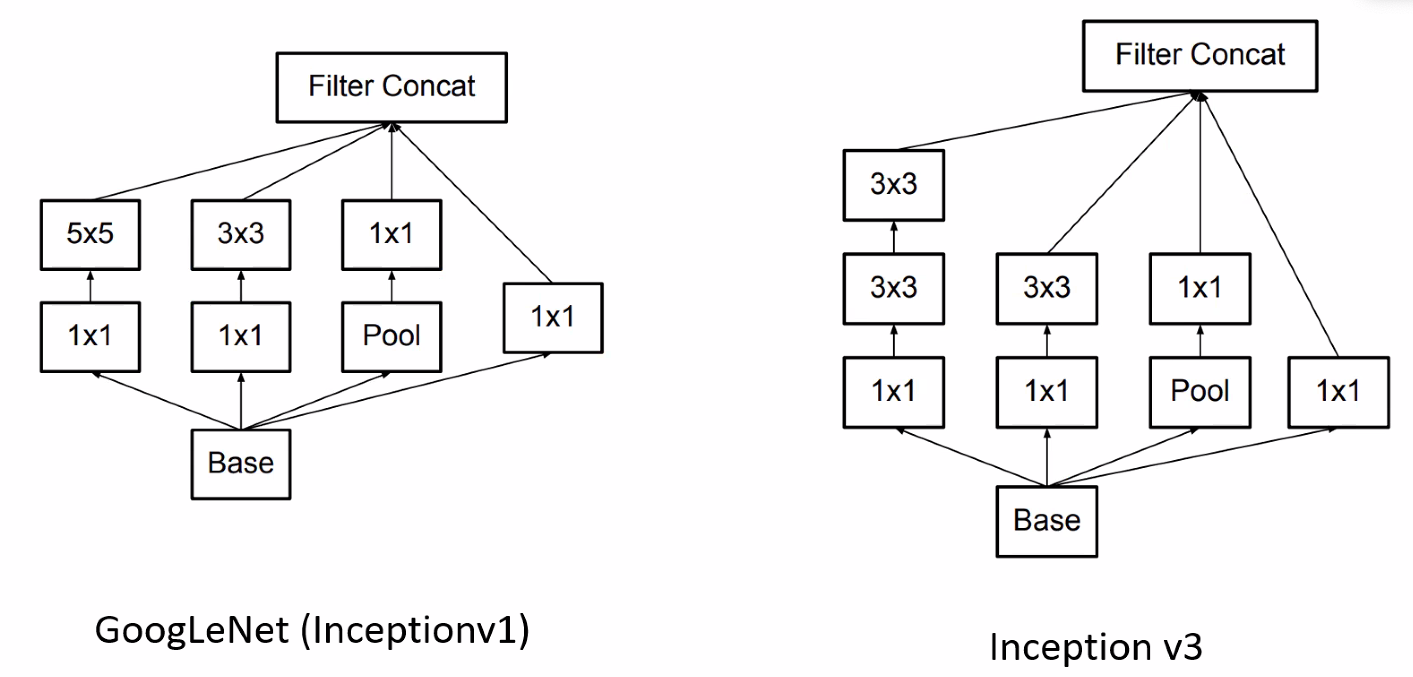 Filter Concat
5x5
3x3
1x1
1x1
1x1
1x1
Pool
Base
GoogLeNet (Inceptionv1)
Filter Concat
3x3
3x3
3x3
1x1
1x1
1x1
Pool
1x1
Base
Inception v3